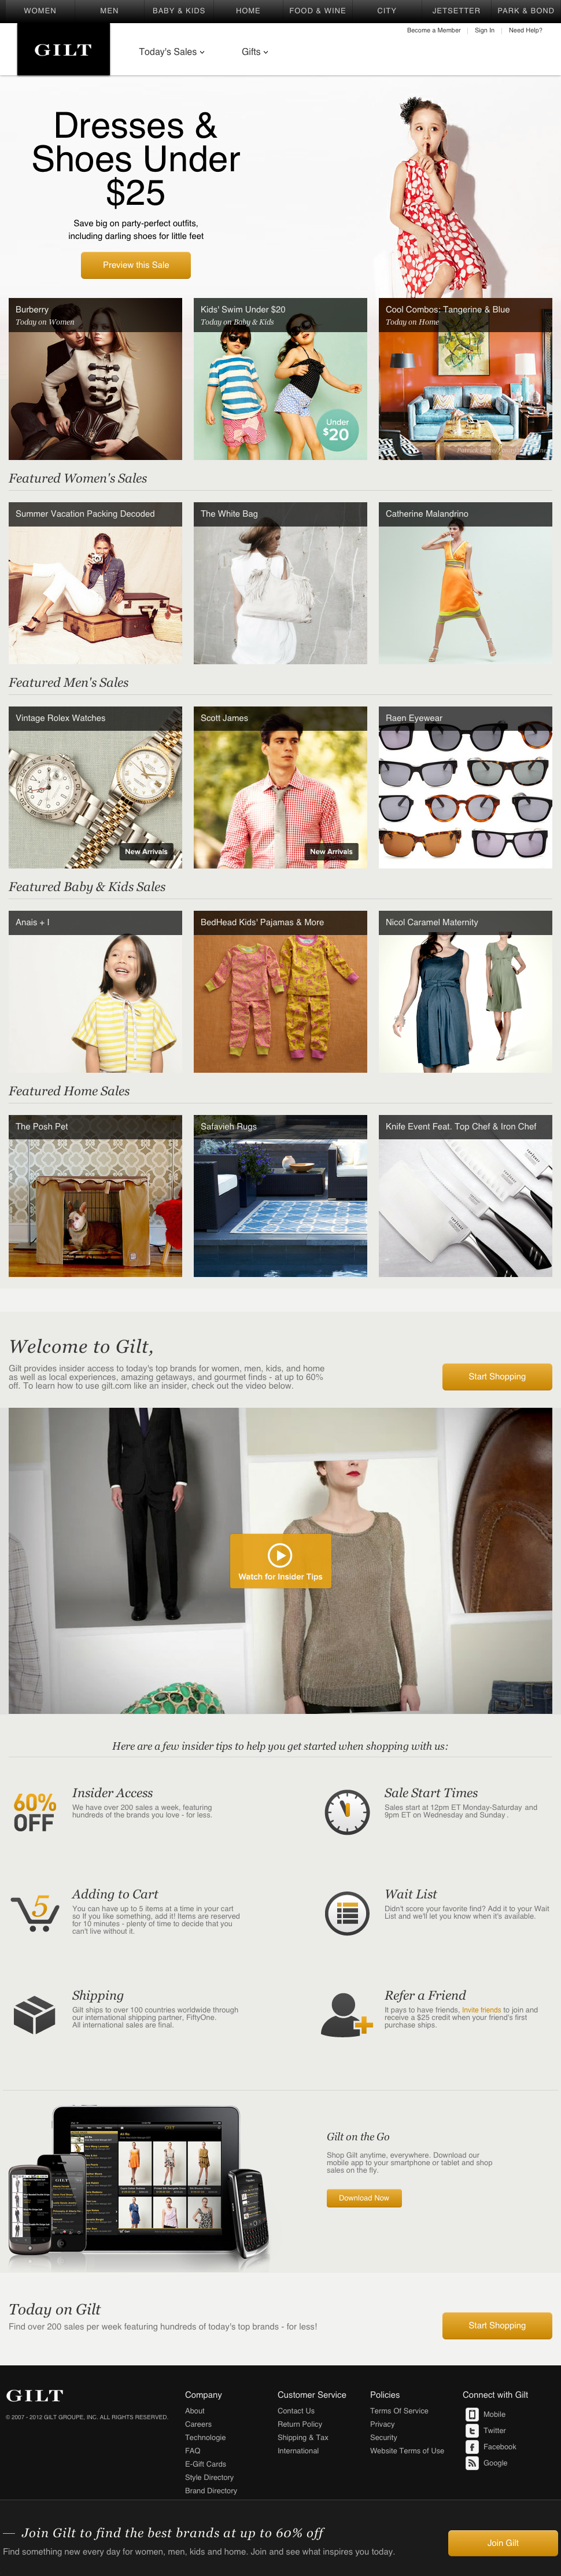 WOMEN MEN BABY & KIDS HOME FOOD & WINE CITY JETSETTER PARK & BOND
Become a Member | Sign In | Need Help?
GILT
Today's Sales Gifts
Dresses &
Shoes Under
$25
Save big on party-perfect outfits,
including darling shoes for little feet
Preview this Sale
Burberry
Today on Women
Kids' Swim Under $20
Today on Baby & Kids
Under
$20
Cool Combos: Tangerine & Blue
Today on Home
Featured Women's Sales
Summer Vacation Packing Decoded
The White Bag
Catherine Malandrino
Featured Men's Sales
Vintage Rolex Watches
New Arrivals
Scott James
New Arrivals
Raen Eyewear
Featured Baby & Kids Sales
Anais + I
BedHead Kids' Pajamas & More
Nicol Caramel Maternity
Featured Home Sales
The Posh Pet
Safavieh Rugs
Knife Event Feat. Top Chef & Iron Chef
Welcome to Gilt,
Gilt provides insider access to today's top brands for women, men, kids, and home
as well as local experiences, amazing getaways, and gourmet finds - at up to 60%
off. To learn how to use gilt.com like an insider, check out the video below.
Start Shopping
Watch for Insider Tips
Here are a few insider tips to help you get started when shopping with us:
60%
OFF
Insider Access
We have over 200 sales a week, featuring
hundreds of the brands you love - for less.
Sale Start Times
Sales start at 12pm ET Monday-Saturday and
9pm ET on Wednesday and Sunday.
5
Adding to Cart
You can have up to 5 items at a time in your cart
so If you like something, add it! Items are reserved
for 10 minutes - plenty of time to decide that you
can't live without it.
Wait List
Didn't score your favorite find? Add it to your Wait
List and we'll let you know when it's available.
Shipping
Gilt ships to over 100 countries worldwide through
our international shipping partner, FiftyOne.
All international sales are final.
Refer a Friend
It pays to have friends, Invite friends to join and
receive a $25 credit when your friend's first
purchase ships.
GILT
Gilt on the Go
Shop Gilt anytime, everywhere. Download our
mobile app to your smartphone or tablet and shop
sales on the fly.
Download Now
Today on Gilt
Find over 200 sales per week featuring hundreds of today's top brands - for less!
Start Shopping
GILT
© 2007 - 2012 GILT GROUPE, INC. ALL RIGHTS RESERVED.
Company
About
Careers
Technologie
FAQ
E-Gift Cards
Style Directory
Brand Directory
Customer Service
Contact Us
Return Policy
Shipping & Tax
International
Policies
Terms Of Service
Privacy
Security
Website Terms of Use
Connect with Gilt
Mobile
Twitter
Facebook
Google
— Join Gilt to find the best brands at up to 60% off
Find something new every day for women, men, kids and home. Join and see what inspires you today.
Join Gilt